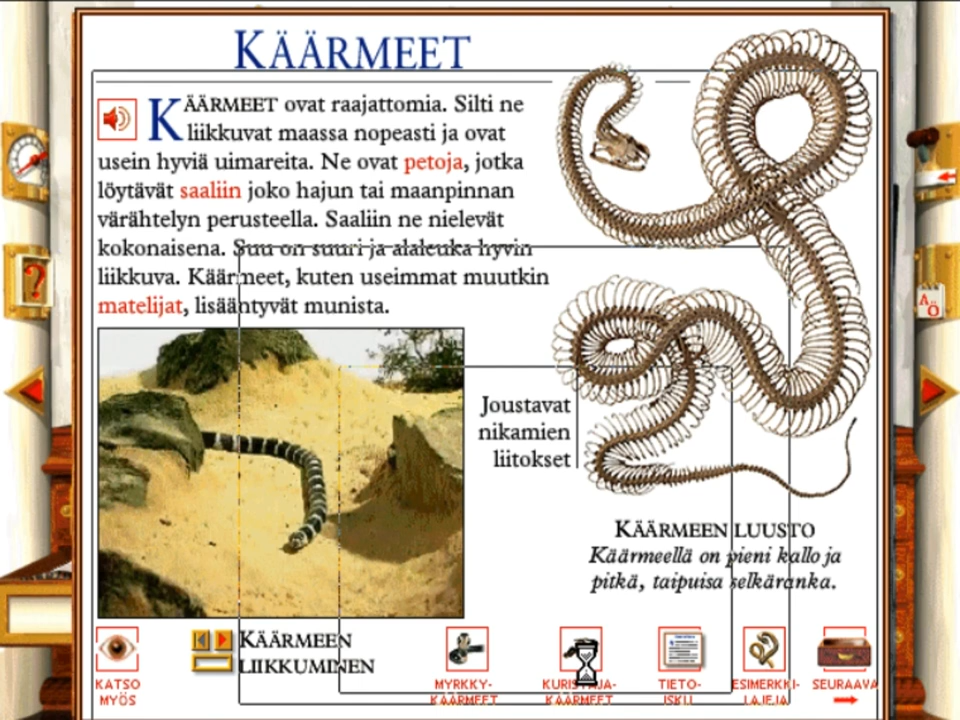 KÄÄRMEET
KÄÄRMEET ovat raajattomia. Silti ne
liikkuvat maassa nopeasti ja ovat
usein hyviä uimareita. Ne ovat petoja, jotka
löytävät saaliin joko hajun tai maanpinnan
värähtelyn perusteella. Saaliin ne nielevät
kokonaisena. Suu on suuri ja alaleuka hyvin
liikkuva. Käärmeet, kuten useimmat muutkin
matelijat, lisääntyvät munista.
Joustavat
nikamien
liitokset
KÄÄRMEEN LUUSTO
Käärmeellä on pieni kallo ja
pitkä, taipuisa selkäranka.
?
AÖ
KATSO
MYÖS
KÄÄRMEEN
LIIKKUMINEN
MYRKKY-
KÄÄRMEET
KURISTAJA-
KÄÄRMEET
TIETO-
ISKU
ESIMERKKI-
LAJEJA
SEURAAVA